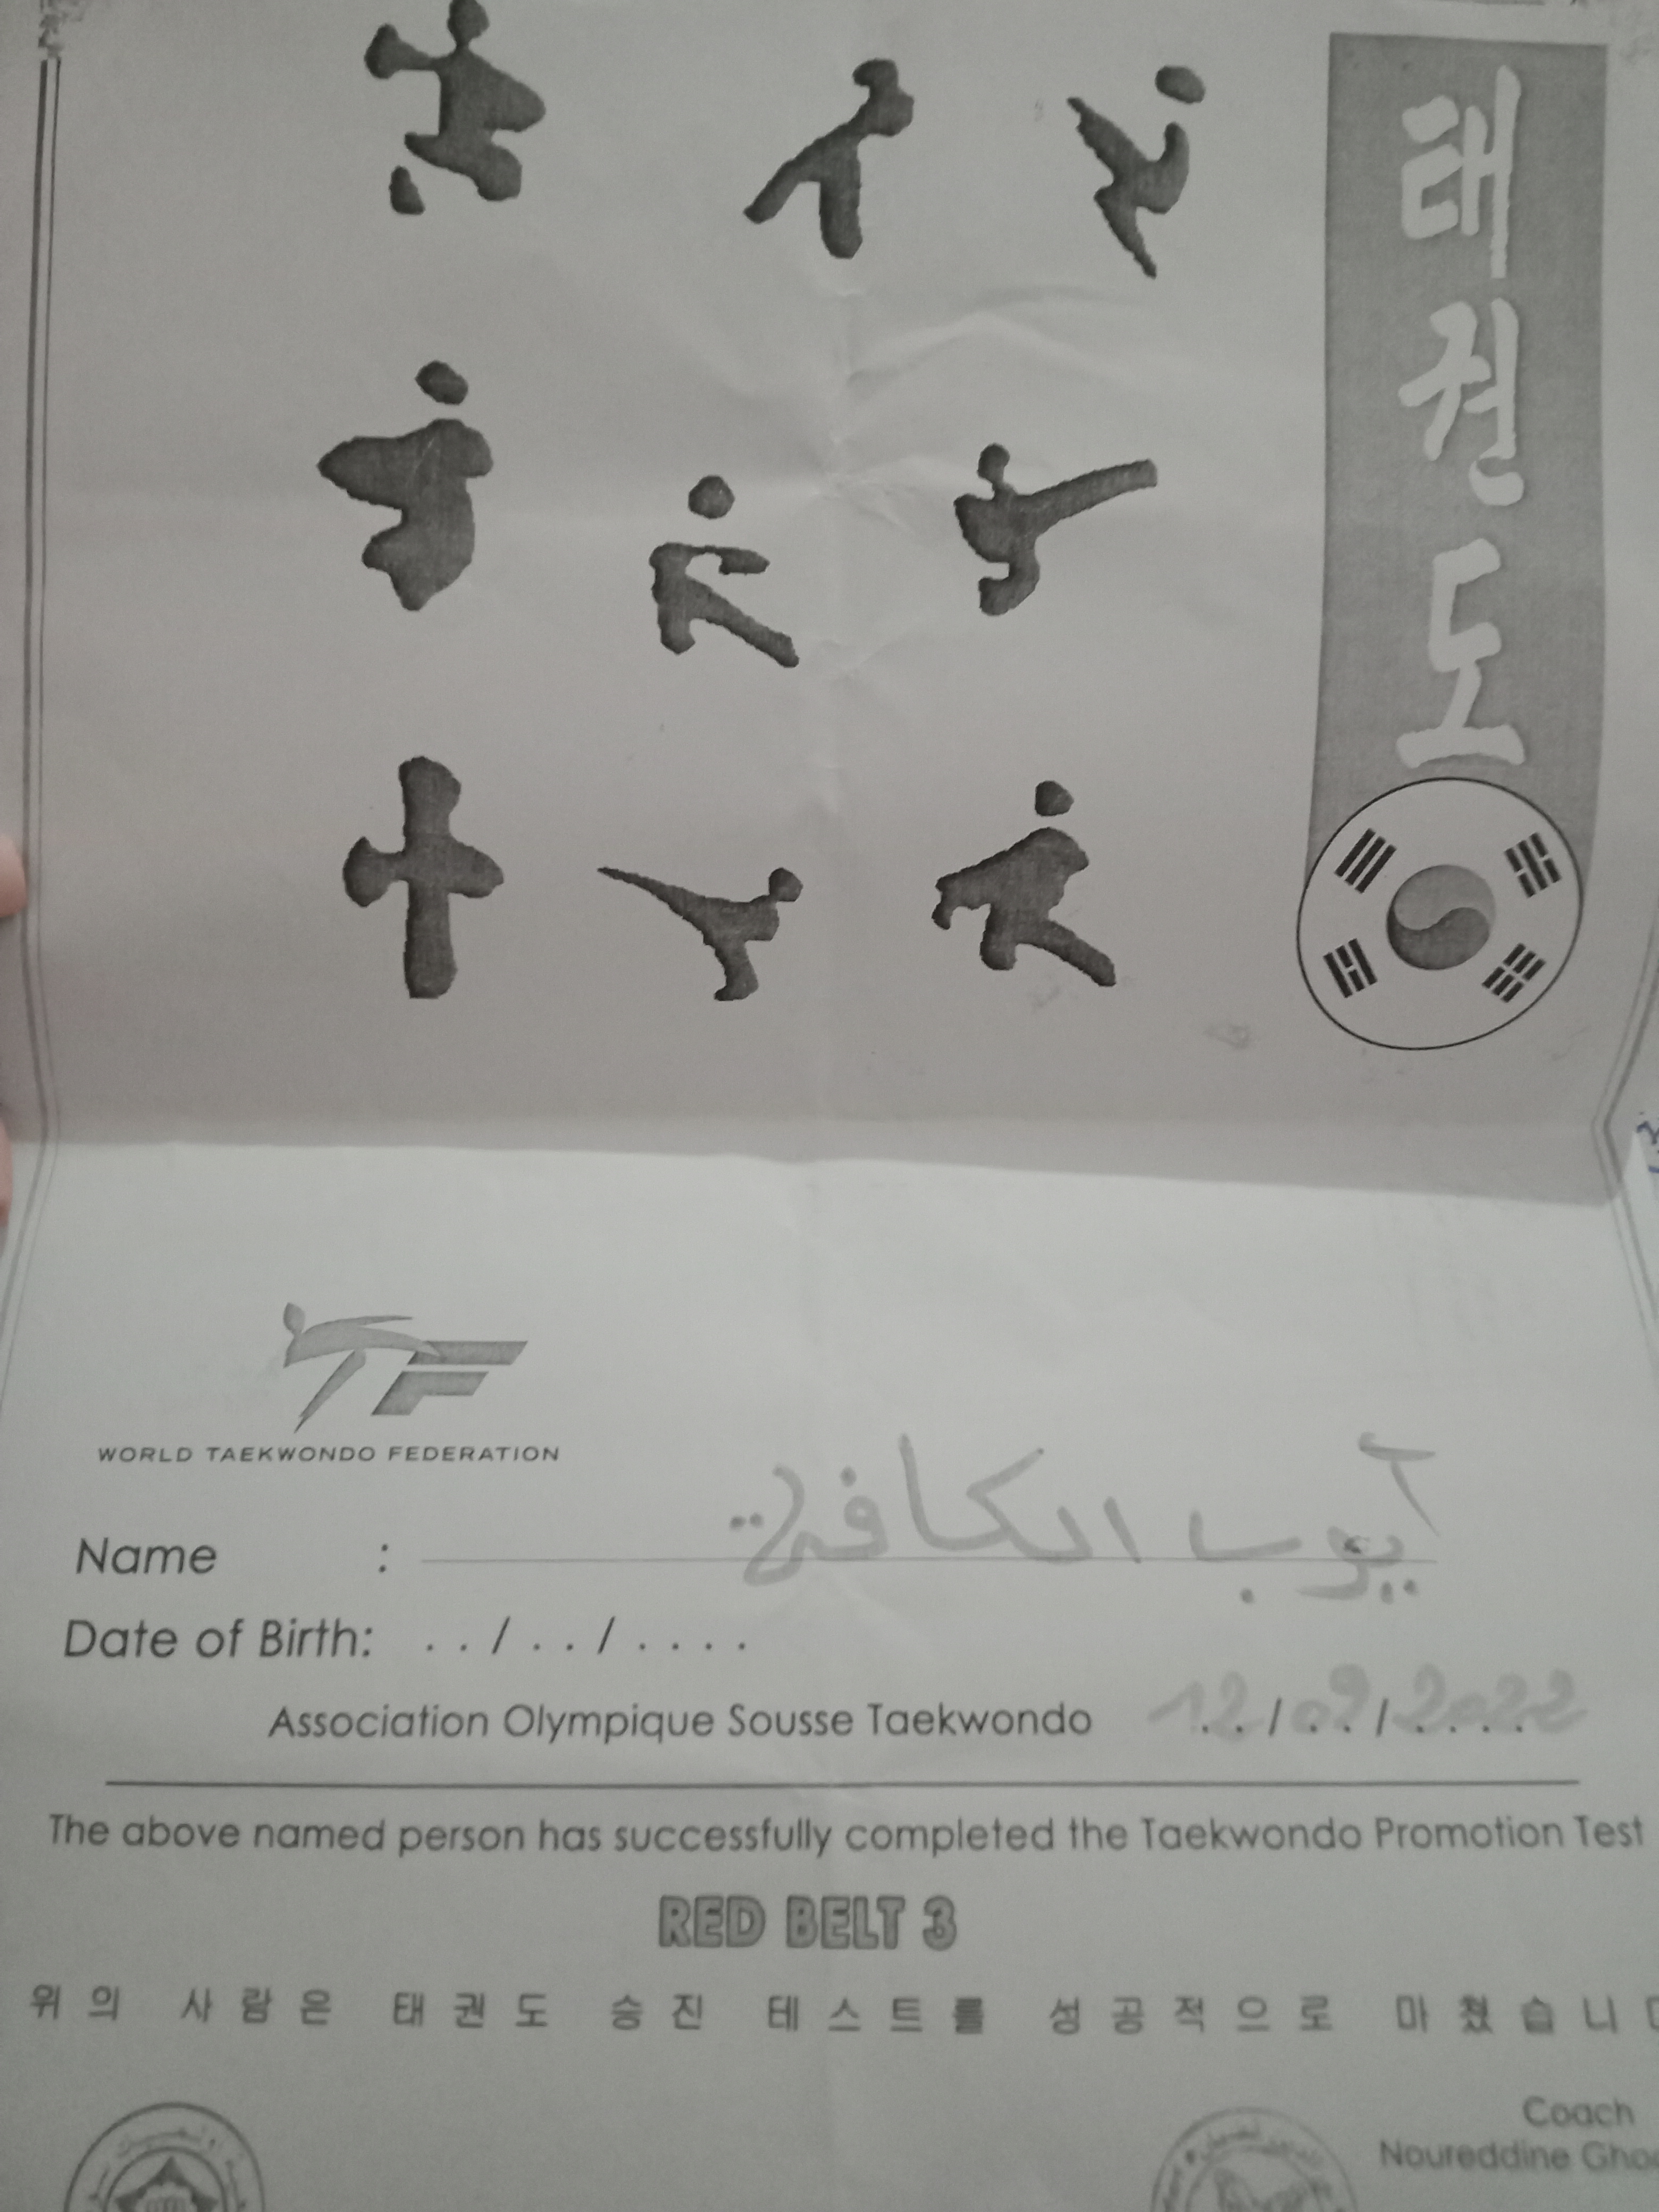 태권도
WORLD TAEKWONDO FEDERATION
Name : أيوب الكافي
Date of Birth: . . / . . / . . . .
Association Olympique Sousse Taekwondo 12/09/2022
The above named person has successfully completed the Taekwondo Promotion Test
RED BELT 3
위의 사람은 태권도 승진 테스트를 성공적으로 마쳤습니
Coach
Noureddine